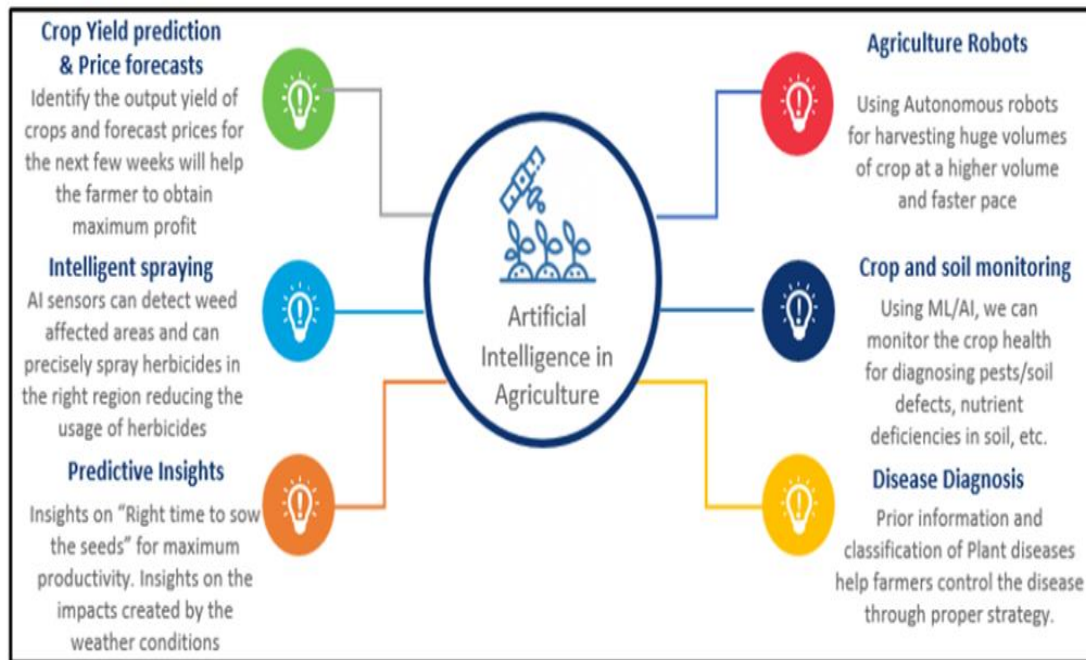 Crop Yield prediction
& Price forecasts
Identify the output yield of
crops and forecast prices for
the next few weeks will help
the farmer to obtain
maximum profit
Intelligent spraying
AI sensors can detect weed
affected areas and can
precisely spray herbicides in
the right region reducing the
usage of herbicides
Predictive Insights
Insights on “Right time to sow
the seeds” for maximum
productivity. Insights on the
impacts created by the
weather conditions
Artificial
Intelligence in
Agriculture
Agriculture Robots
Using Autonomous robots
for harvesting huge volumes
of crop at a higher volume
and faster pace
Crop and soil monitoring
Using ML/AI, we can
monitor the crop health
for diagnosing pests/soil
defects, nutrient
deficiencies in soil, etc.
Disease Diagnosis
Prior information and
classification of Plant diseases
help farmers control the disease
through proper strategy.